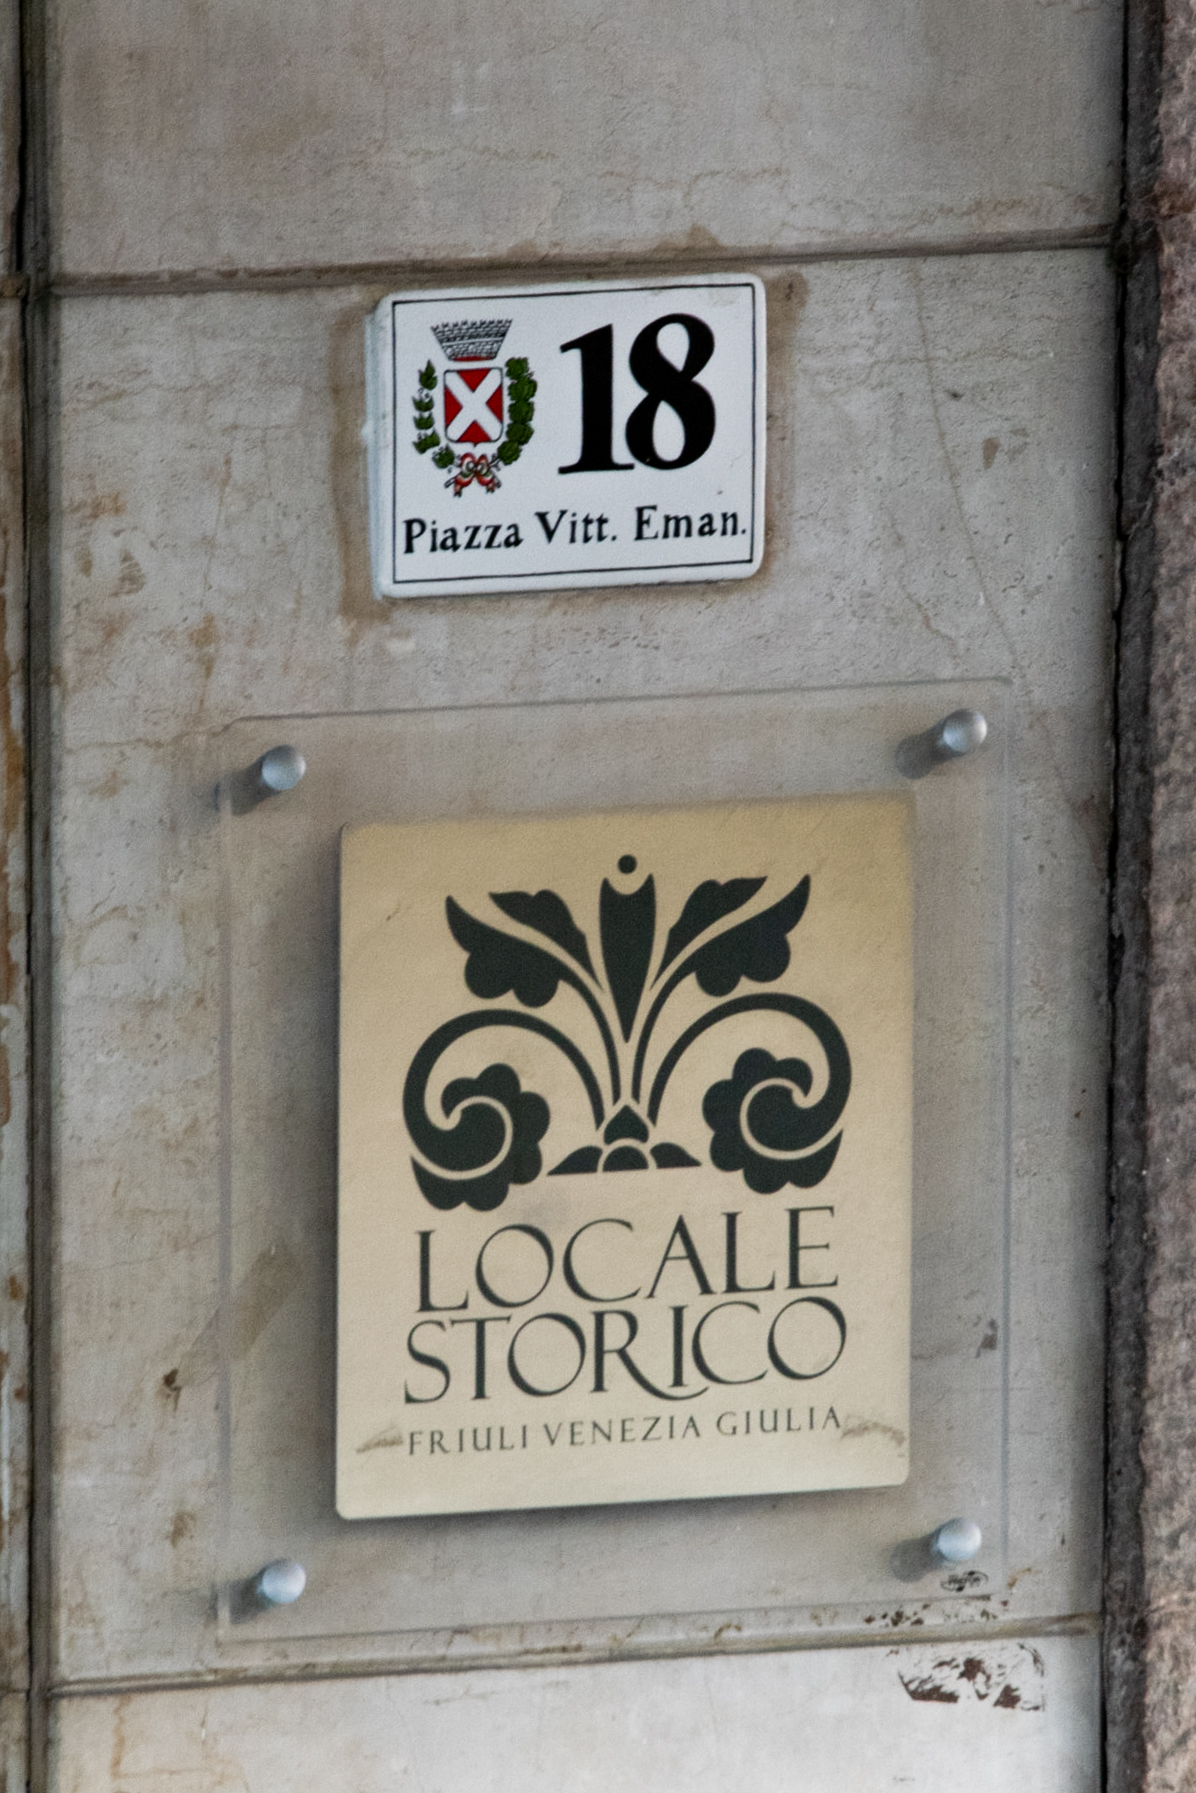 18
Piazza Vitt. Eman.
LOCALE
STORICO
FRIULI VENEZIA GIULIA